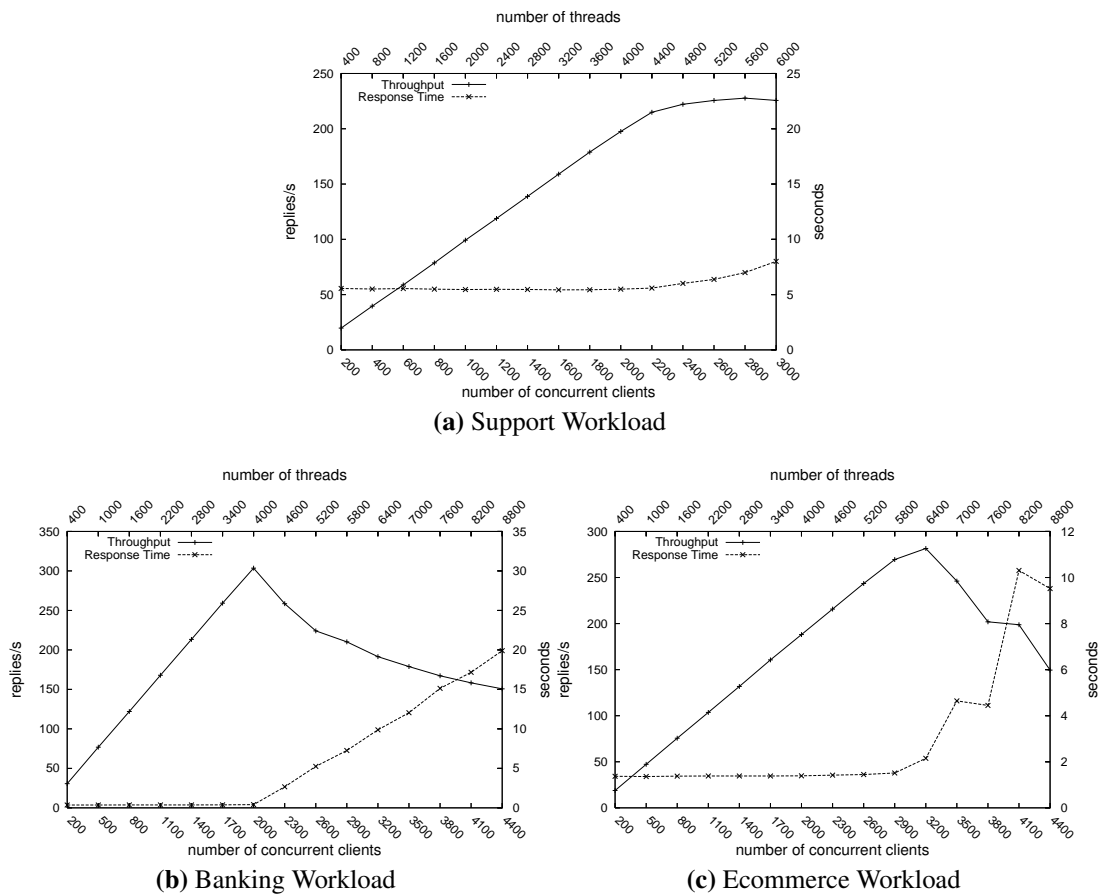 number of threads
400 800 1200 1600 2000 2400 2800 3200 3600 4000 4400 4800 5200 5600 6000
Throughput
Response Time
250 200 150 100 50 0
replies/s
25 20 15 10 5 0
seconds
200 400 600 800 1000 1200 1400 1600 1800 2000 2200 2400 2600 2800 3000
number of concurrent clients
(a) Support Workload
number of threads
400 1000 1600 2200 2800 3400 4000 4600 5200 5800 6400 7000 7600 8200 8800
Throughput
Response Time
350 300 250 200 150 100 50 0
replies/s
35 30 25 20 15 10 5 0
seconds
200 500 800 1100 1400 1700 2000 2300 2600 2900 3200 3500 3800 4100 4400
number of concurrent clients
(b) Banking Workload
number of threads
400 1000 1600 2200 2800 3400 4000 4600 5200 5800 6400 7000 7600 8200 8800
Throughput
Response Time
300 250 200 150 100 50 0
replies/s
12 10 8 6 4 2 0
seconds
200 500 800 1100 1400 1700 2000 2300 2600 2900 3200 3500 3800 4100 4400
number of concurrent clients
(c) Ecommerce Workload